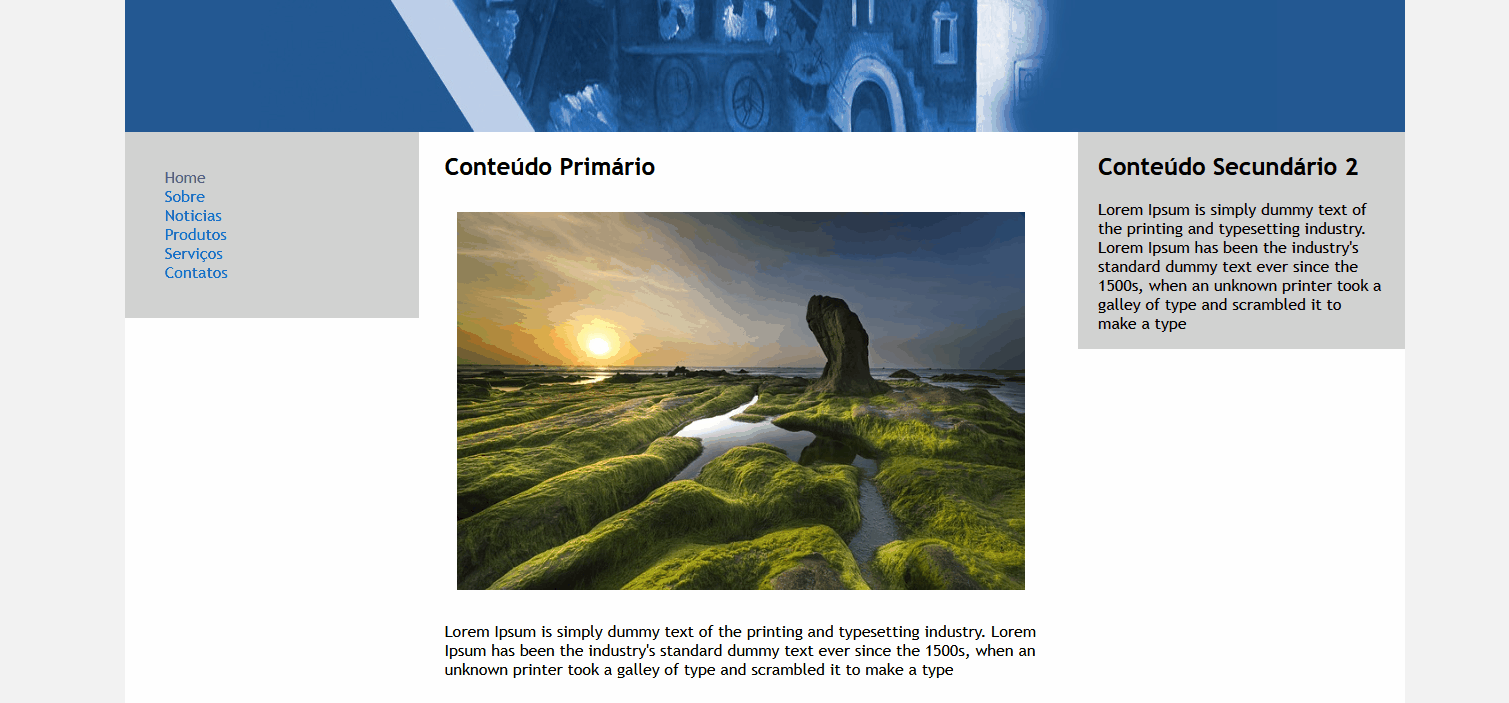 Home
Sobre
Noticias
Produtos
Serviços
Contatos
Conteúdo Primário
Lorem Ipsum is simply dummy text of the printing and typesetting industry. Lorem
Ipsum has been the industry's standard dummy text ever since the 1500s, when an
unknown printer took a galley of type and scrambled it to make a type
Conteúdo Secundário 2
Lorem Ipsum is simply dummy text of
the printing and typesetting industry.
Lorem Ipsum has been the industry's
standard dummy text ever since the
1500s, when an unknown printer took a
galley of type and scrambled it to
make a type